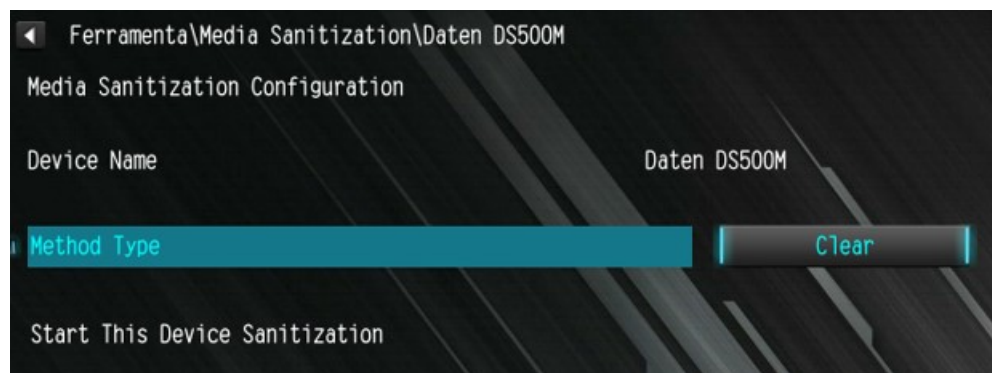 Ferramenta\Media Sanitization\Daten DS500M
Media Sanitization Configuration
Device Name Daten DS500M
Method Type Clear
Start This Device Sanitization